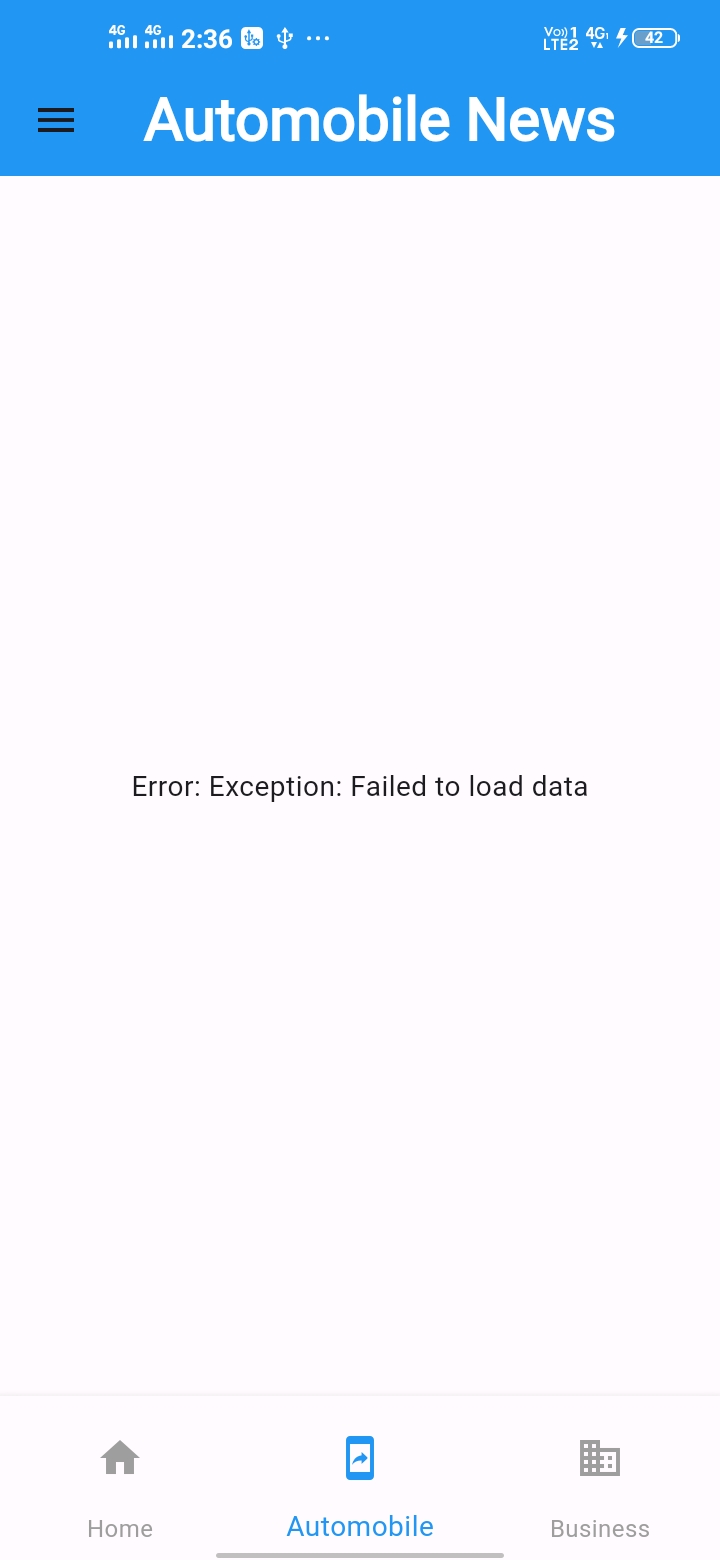 4G 4G 2:36 ... Vo)) 1 LTE2 4G1 42
Automobile News
Error: Exception: Failed to load data
Home Automobile Business